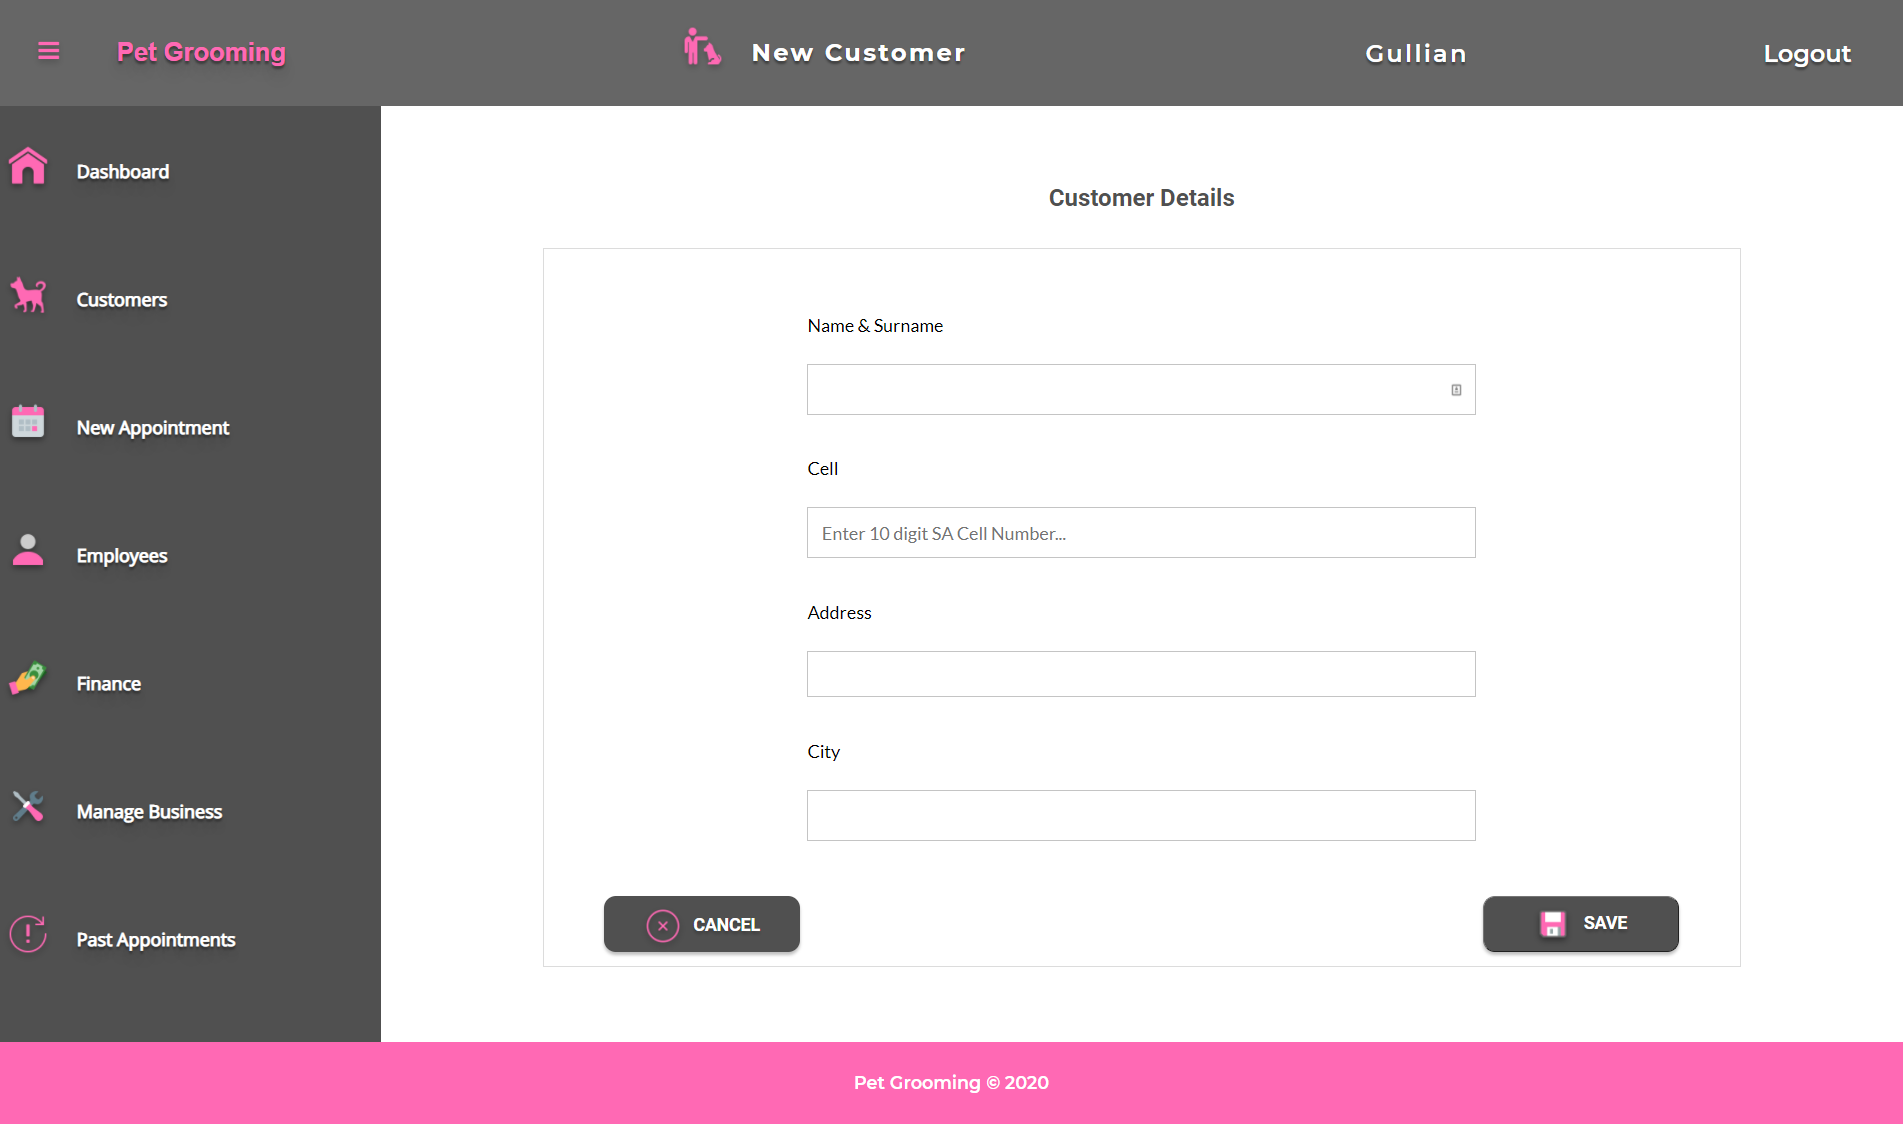 Pet Grooming
New Customer
Gullian
Logout
Dashboard
Customers
New Appointment
Employees
Finance
Manage Business
Past Appointments
Customer Details
Name & Surname
Cell
Enter 10 digit SA Cell Number...
Address
City
CANCEL
SAVE
Pet Grooming © 2020